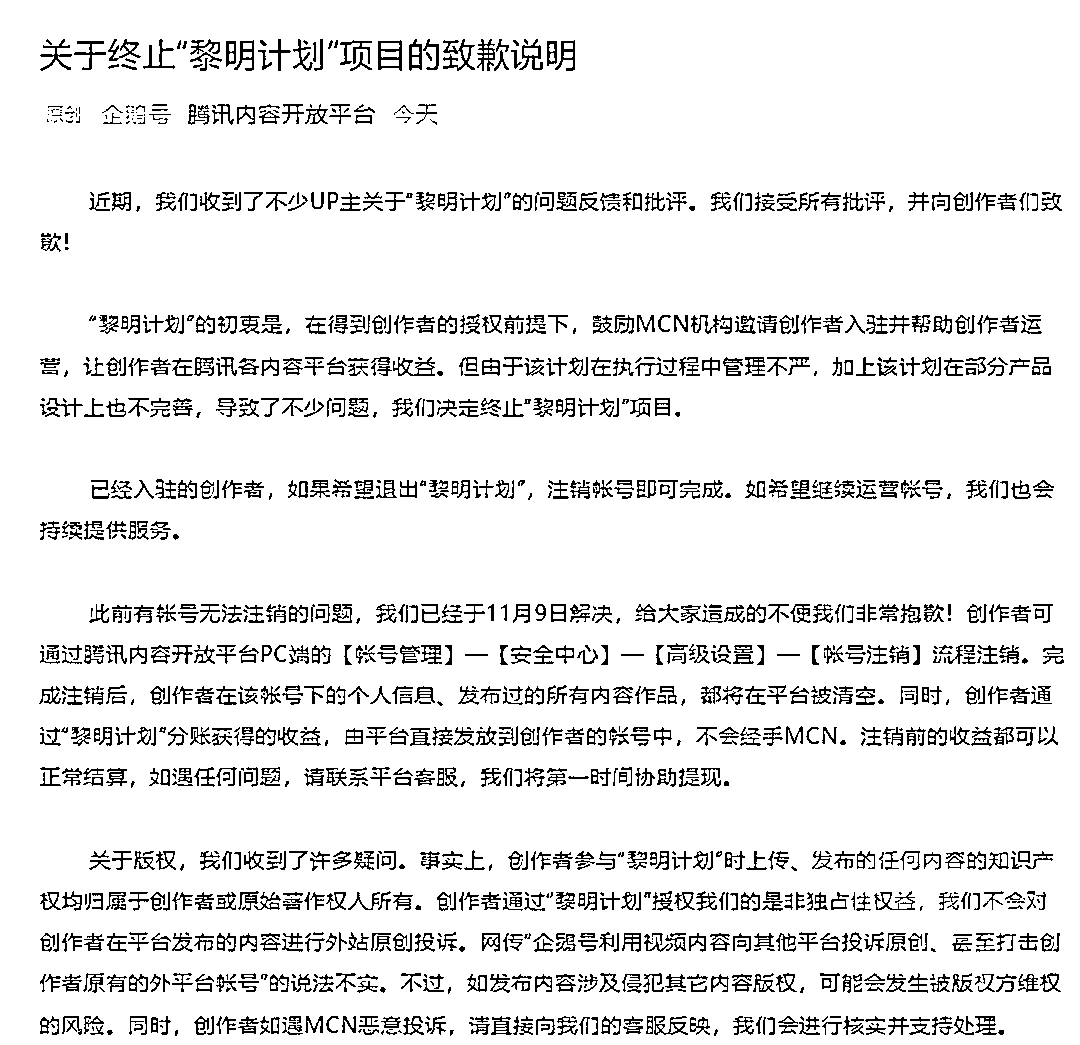 关于终止“黎明计划”项目的致歉说明
原创 企鹅号 腾讯内容开放平台 今天
近期，我们收到了不少UP主关于“黎明计划”的问题反馈和批评。我们接受所有批评，并向创作者们致
歉！
“黎明计划”的初衷是，在得到创作者的授权前提下，鼓励MCN机构邀请创作者入驻并帮助创作者运
营，让创作者在腾讯各内容平台获得收益。但由于该计划在执行过程中管理不严，加上该计划在部分产品
设计上也不完善，导致了不少问题，我们决定终止“黎明计划”项目。
已经入驻的创作者，如果希望退出“黎明计划”，注销帐号即可完成。如希望继续运营帐号，我们也会
持续提供服务。
此前有帐号无法注销的问题，我们已经于11月9日解决，给大家造成的不便我们非常抱歉！创作者可
通过腾讯内容开放平台PC端的【帐号管理】—【安全中心】—【高级设置】—【帐号注销】流程注销。完
成注销后，创作者在该帐号下的个人信息、发布过的所有内容作品，都将在平台被清空。同时，创作者通
过“黎明计划”分账获得的收益，由平台直接发放到创作者的帐号中，不会经手MCN。注销前的收益都可以
正常结算，如遇任何问题，请联系平台客服，我们将第一时间协助提现。
关于版权，我们收到了许多疑问。事实上，创作者参与“黎明计划”时上传、发布的任何内容的知识产
权均归属于创作者或原始著作权人所有。创作者通过“黎明计划”授权我们的是非独占性权益，我们不会对
创作者在平台发布的内容进行外站原创投诉。网传“企鹅号利用视频内容向其他平台投诉原创、甚至打击创
作者原有的外平台帐号”的说法不实。不过，如发布内容涉及侵犯其它内容版权，可能会发生被版权方维权
的风险。同时，创作者如遇MCN恶意投诉，请直接向我们的客服反映，我们会进行核实并支持处理。